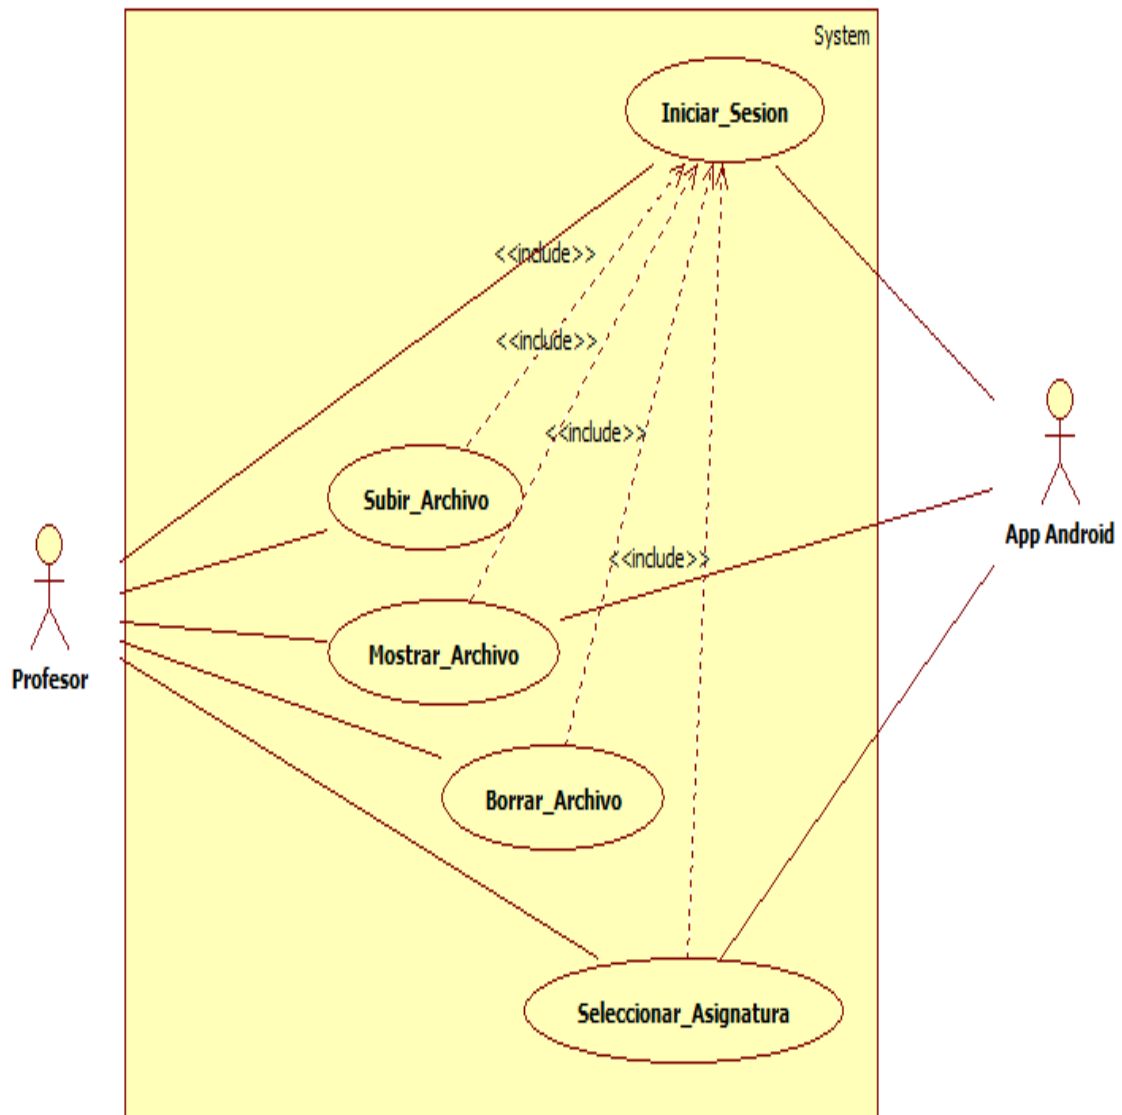 System
Iniciar_Sesion
<<include>>
<<include>>
<<include>>
Subir_Archivo
App Android
<<include>>
Mostrar_Archivo
Profesor
Borrar_Archivo
Seleccionar_Asignatura